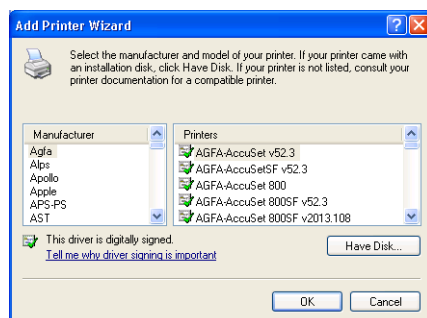 Add Printer Wizard
Select the manufacturer and model of your printer. If your printer came with
an installation disk, click Have Disk. If your printer is not listed, consult your
printer documentation for a compatible printer.
Manufacturer
Agfa
Alps
Apollo
Apple
APS-PS
AST
Printers
AGFA-AccuSet v52.3
AGFA-AccuSetSF v52.3
AGFA-AccuSet 800
AGFA-AccuSet 800SF v52.3
AGFA-AccuSet 800SF v2013.108
This driver is digitally signed.
Tell me why driver signing is important
Have Disk...
OK
Cancel